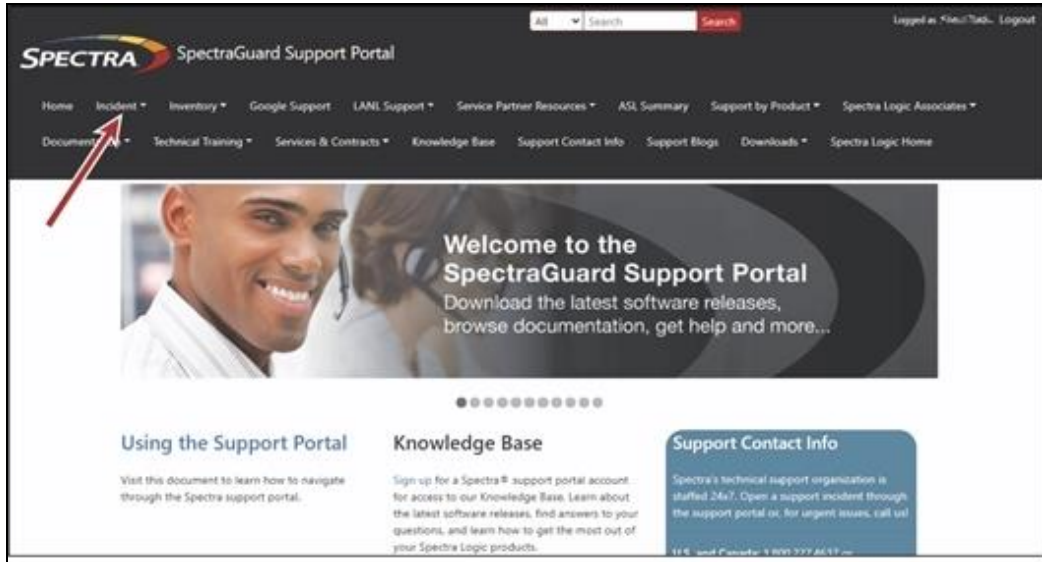 All Search Search Logged as Logout
SPECTRA SpectraGuard Support Portal
Home Incident Inventory Google Support LANL Support Service Partner Resources ASL Summary Support by Product Spectra Logic Associates
Technical Training Services & Contracts Knowledge Base Support Contact Info Support Blogs Downloads Spectra Logic Home
Welcome to the
SpectraGuard Support Portal
Download the latest software releases,
browse documentation, get help and more...
Using the Support Portal
Visit this document to learn how to navigate
through the Spectra support portal.
Knowledge Base
Sign up for a Spectra® support portal account
for access to our Knowledge Base. Learn about
the latest software releases, find answers to your
questions, and learn how to get the most out of
your Spectra Logic products.
Support Contact Info
Spectra's technical support organization is
staffed 24x7. Open a support incident through
the support portal or, for urgent issues, call us!
U.S. and Canada: